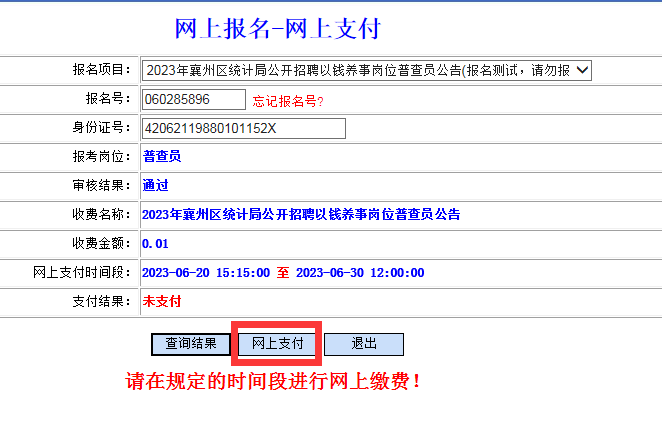 网上报名-网上支付
报名项目： 2023年襄州区统计局公开招聘以钱养事岗位普查员公告(报名测试，请勿报
报名号： 060285896 忘记报名号?
身份证号： 42062119880101152X
报考岗位： 普查员
审核结果： 通过
收费名称： 2023年襄州区统计局公开招聘以钱养事岗位普查员公告
收费金额： 0.01
网上支付时间段： 2023-06-20 15:15:00 至 2023-06-30 12:00:00
支付结果： 未支付
查询结果 网上支付 退出
请在规定的时间段进行网上缴费！